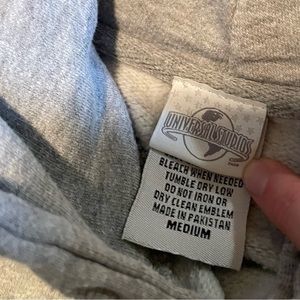 UNIVERSAL STUDIOS
BLEACH WHEN NEEDED
TUMBLE DRY LOW
DO NOT IRON OR
DRY CLEAN EMBLEM
MADE IN PAKISTAN
MEDIUM